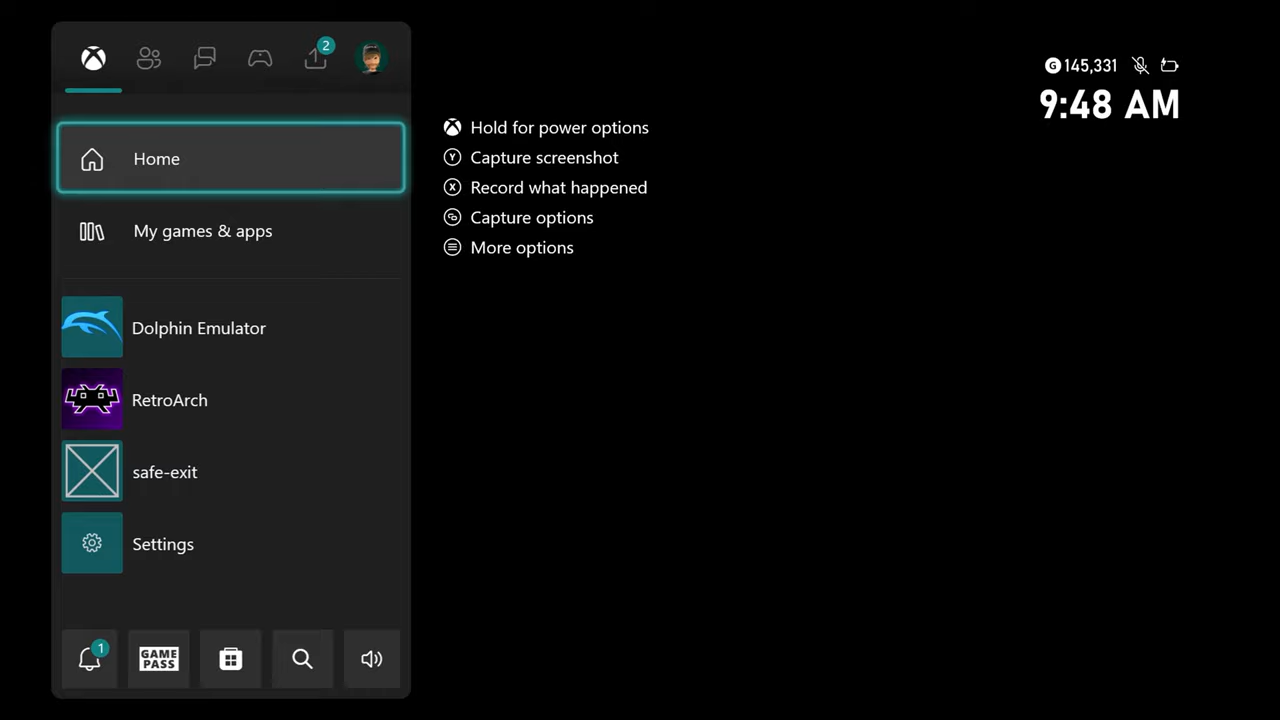 2
G 145,331
9:48 AM
Home
My games & apps
Dolphin Emulator
RetroArch
safe-exit
Settings
1
GAME
PASS
Hold for power options
Y Capture screenshot
X Record what happened
Capture options
More options